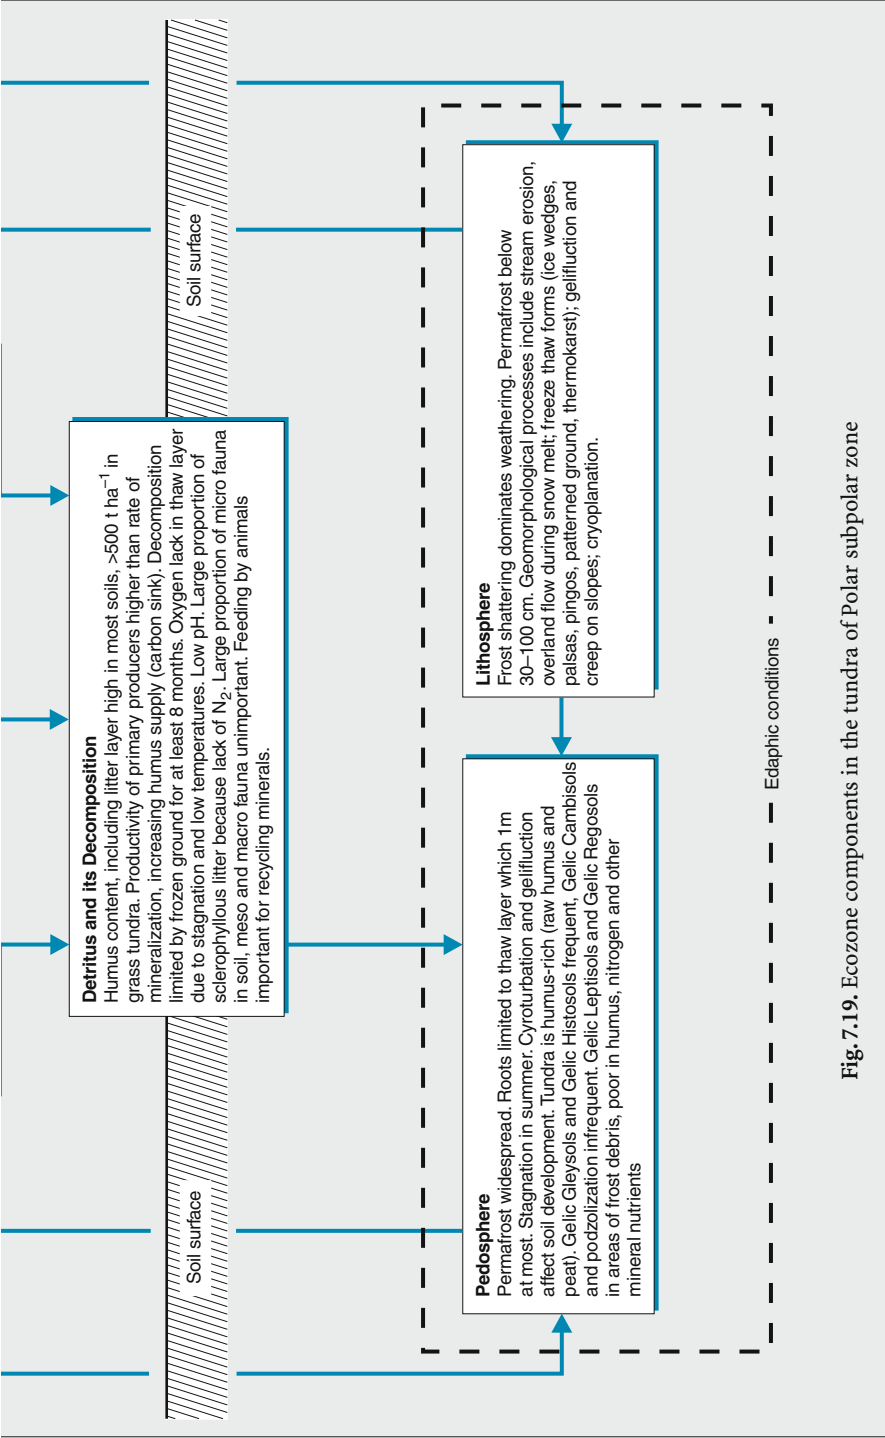 Soil surface
Soil surface
Detritus and its Decomposition
Humus content, including litter layer high in most soils, >500 t ha⁻¹ in
grass tundra. Productivity of primary producers higher than rate of
mineralization, increasing humus supply (carbon sink). Decomposition
limited by frozen ground for at least 8 months. Oxygen lack in thaw layer
due to stagnation and low temperatures. Low pH. Large proportion of
sclerophyllous litter because lack of N₂. Large proportion of micro fauna
in soil, meso and macro fauna unimportant. Feeding by animals
important for recycling minerals.
Pedosphere
Permafrost widespread. Roots limited to thaw layer which 1m
at most. Stagnation in summer. Cyroturbation and gelifluction
affect soil development. Tundra is humus-rich (raw humus and
peat). Gelic Gleysols and Gelic Histosols frequent, Gelic Cambisols
and podzolization infrequent. Gelic Leptisols and Gelic Regosols
in areas of frost debris, poor in humus, nitrogen and other
mineral nutrients
Lithosphere
Frost shattering dominates weathering. Permafrost below
30–100 cm. Geomorphological processes include stream erosion,
overland flow during snow melt; freeze thaw forms (ice wedges,
palsas, pingos, patterned ground, thermokarst); gelifluction and
creep on slopes; cryoplanation.
Edaphic conditions
Fig. 7.19. Ecozone components in the tundra of Polar subpolar zone